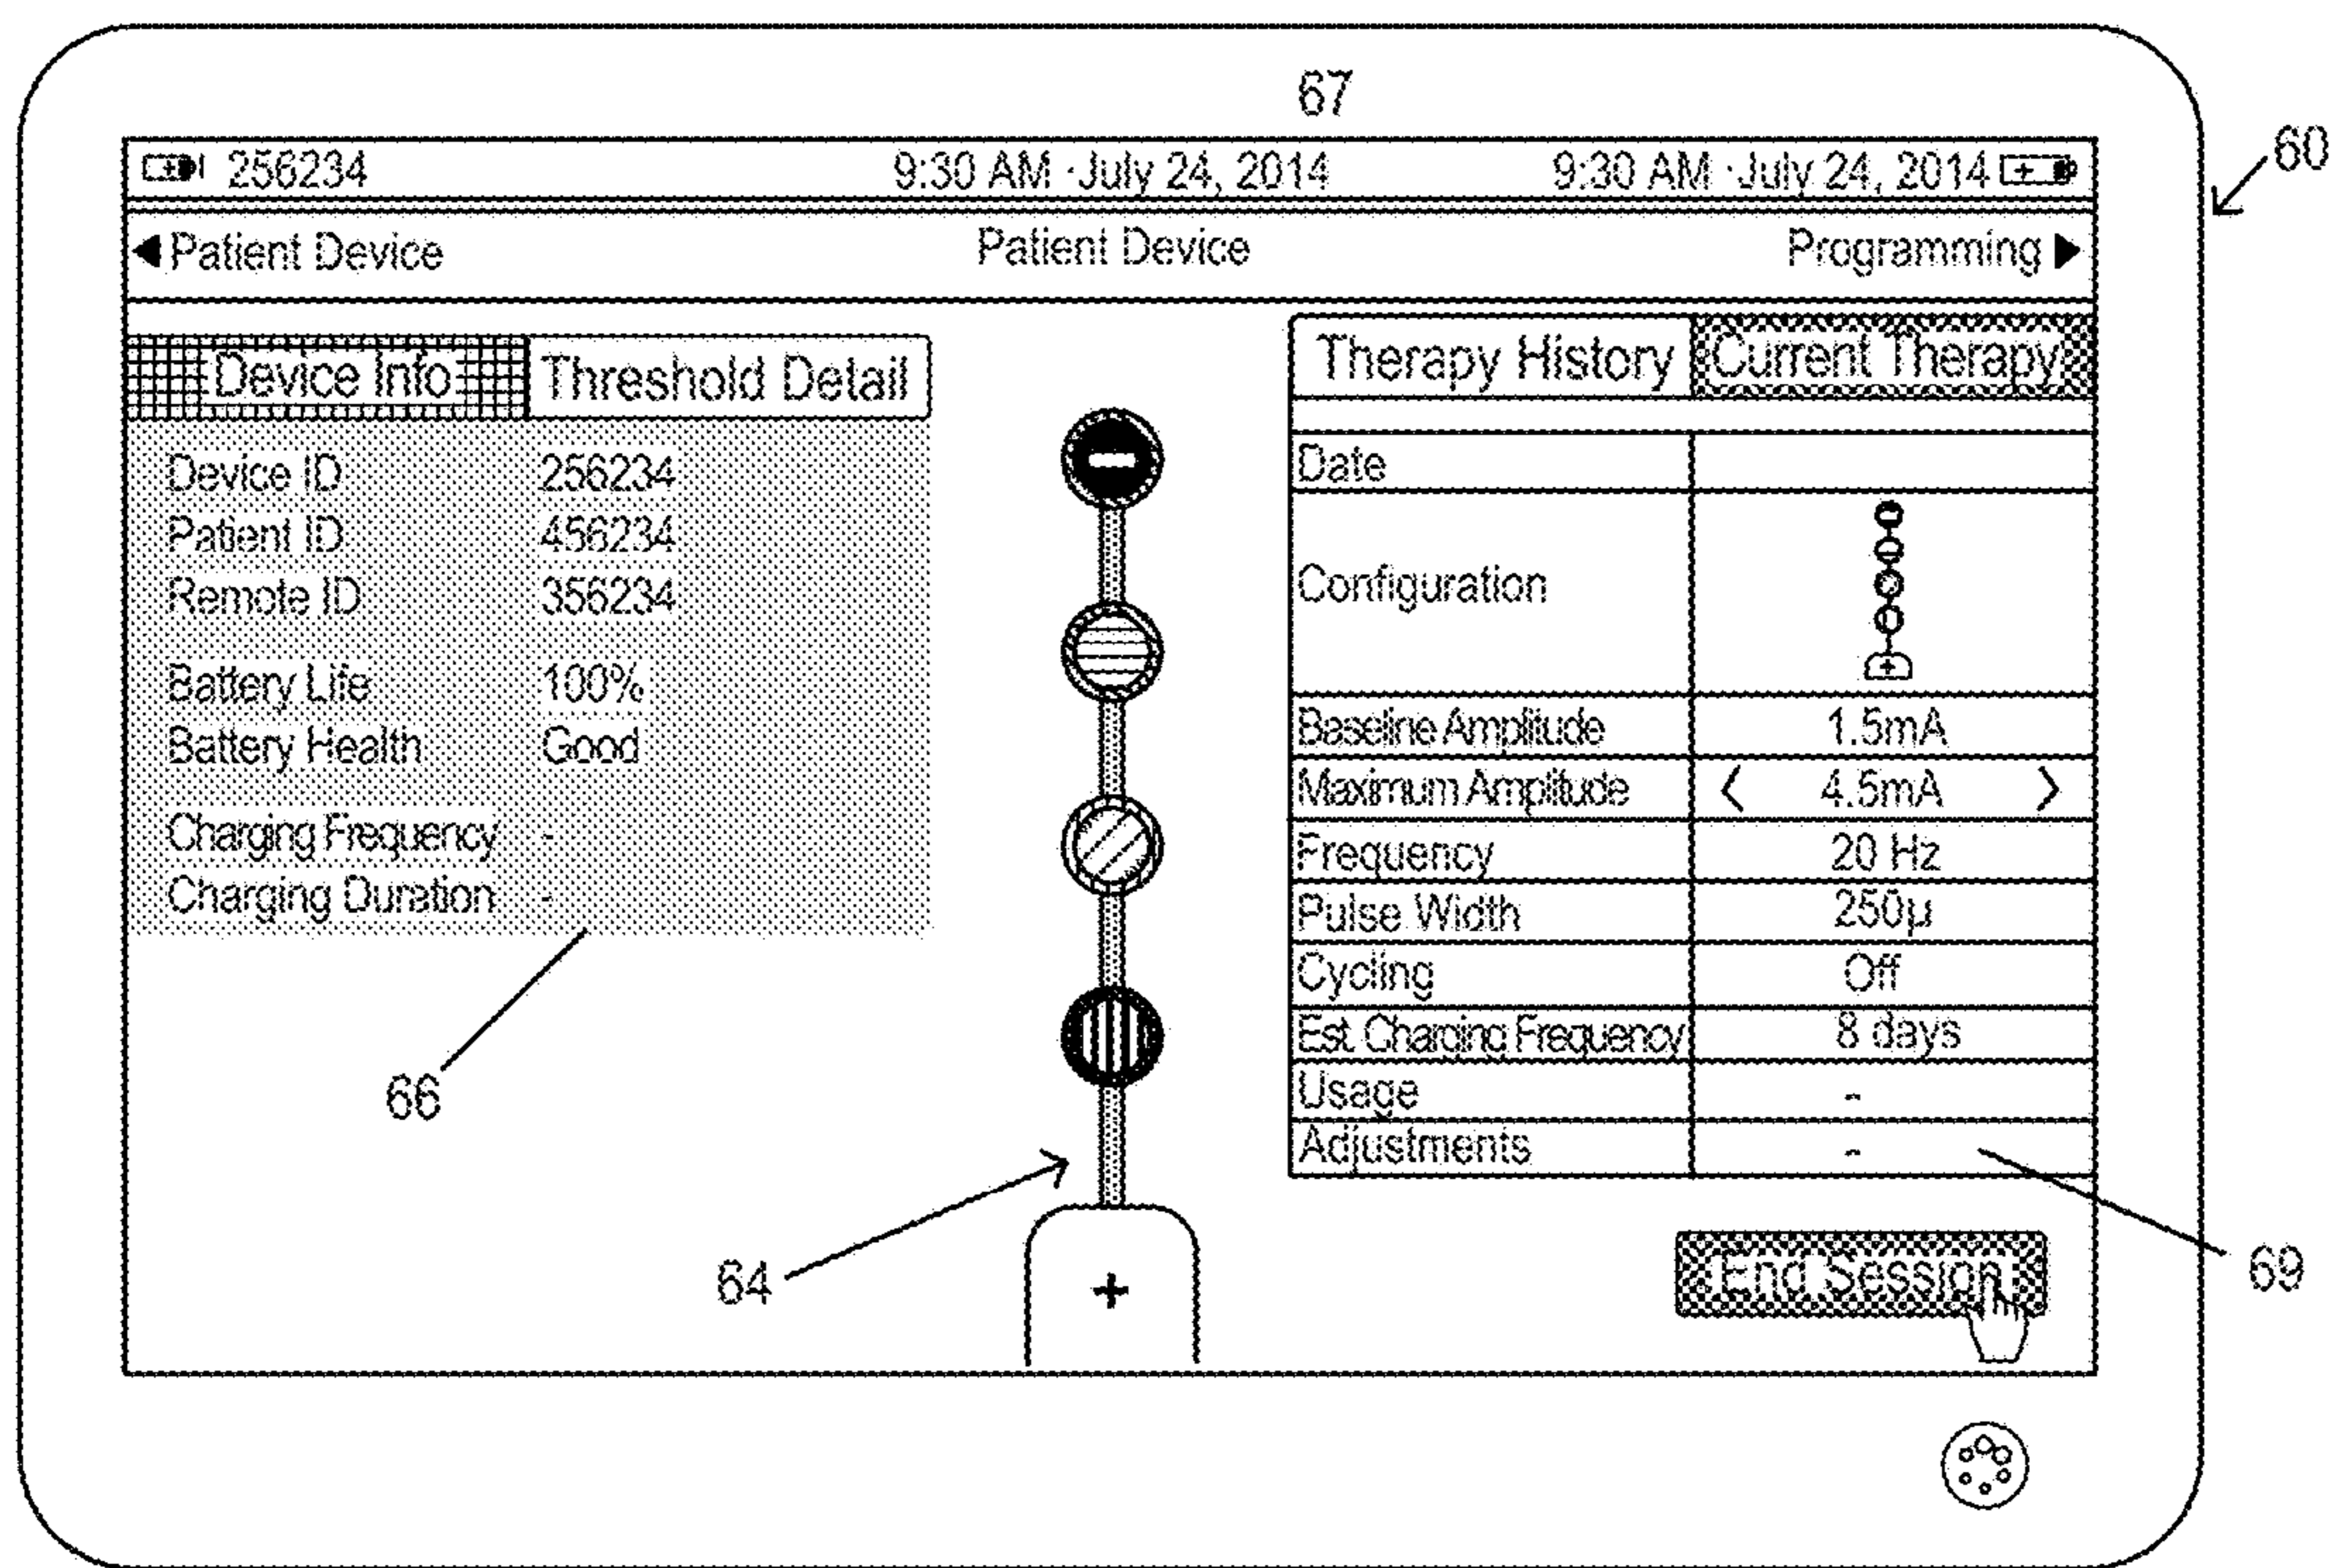 67
60
256234 9:30 AM · July 24, 2014 9:30 AM · July 24, 2014
Patient Device Patient Device Programming
Device Info Threshold Detail
Device ID 256234
Patient ID 456234
Remote ID 356234
Battery Life 100%
Battery Health Good
Charging Frequency -
Charging Duration -
66
64
+
Therapy History Current Therapy
Date
Configuration
+
Baseline Amplitude 1.5mA
Maximum Amplitude < 4.5mA >
Frequency 20 Hz
Pulse Width 250µ
Cycling Off
Est. Charging Frequency 8 days
Usage -
Adjustments -
End Session
69